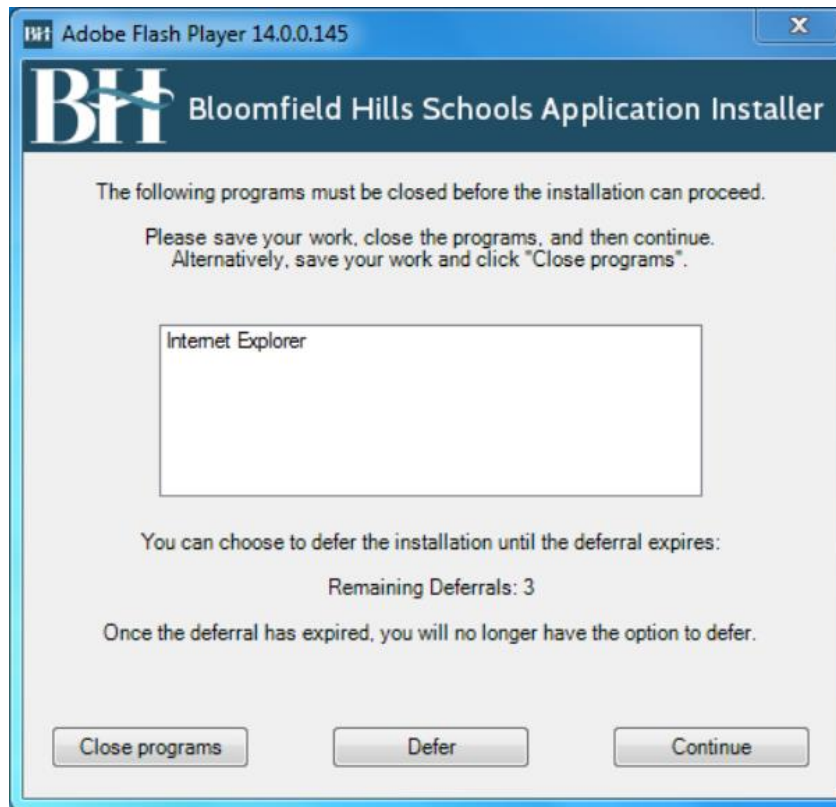 BH Adobe Flash Player 14.0.0.145
BH Bloomfield Hills Schools Application Installer
The following programs must be closed before the installation can proceed.
Please save your work, close the programs, and then continue.
Alternatively, save your work and click "Close programs".
Internet Explorer
You can choose to defer the installation until the deferral expires:
Remaining Deferrals: 3
Once the deferral has expired, you will no longer have the option to defer.
Close programs Defer Continue